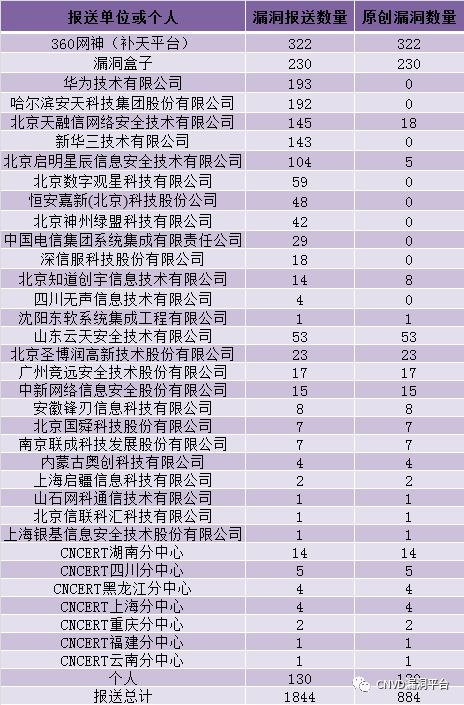 报送单位或个人 漏洞报送数量 原创漏洞数量
360网神（补天平台） 322 322
漏洞盒子 230 230
华为技术有限公司 193 0
哈尔滨安天科技集团股份有限公司 192 0
北京天融信网络安全技术有限公司 145 18
新华三技术有限公司 143 0
北京启明星辰信息安全技术有限公司 104 5
北京数字观星科技有限公司 59 0
恒安嘉新(北京)科技股份公司 48 0
北京神州绿盟科技有限公司 42 0
中国电信集团系统集成有限责任公司 29 0
深信服科技股份有限公司 18 0
北京知道创宇信息技术有限公司 14 8
四川无声信息技术有限公司 4 0
沈阳东软系统集成工程有限公司 1 1
山东云天安全技术有限公司 53 53
北京圣博润高新技术股份有限公司 23 23
广州竞远安全技术股份有限公司 17 17
中新网络信息安全股份有限公司 15 15
安徽锋刃信息科技有限公司 8 8
北京国舜科技股份有限公司 7 7
南京联成科技发展股份有限公司 7 7
内蒙古奥创科技有限公司 4 4
上海启疆信息科技有限公司 2 2
山石网科通信技术有限公司 1 1
北京信联科汇科技有限公司 1 1
上海银基信息安全技术股份有限公司 1 1
CNCERT湖南分中心 14 14
CNCERT四川分中心 5 5
CNCERT黑龙江分中心 4 4
CNCERT上海分中心 4 4
CNCERT重庆分中心 2 2
CNCERT福建分中心 1 1
CNCERT云南分中心 1 1
个人 130 130
CNVD漏洞平台
报送总计 1844 884